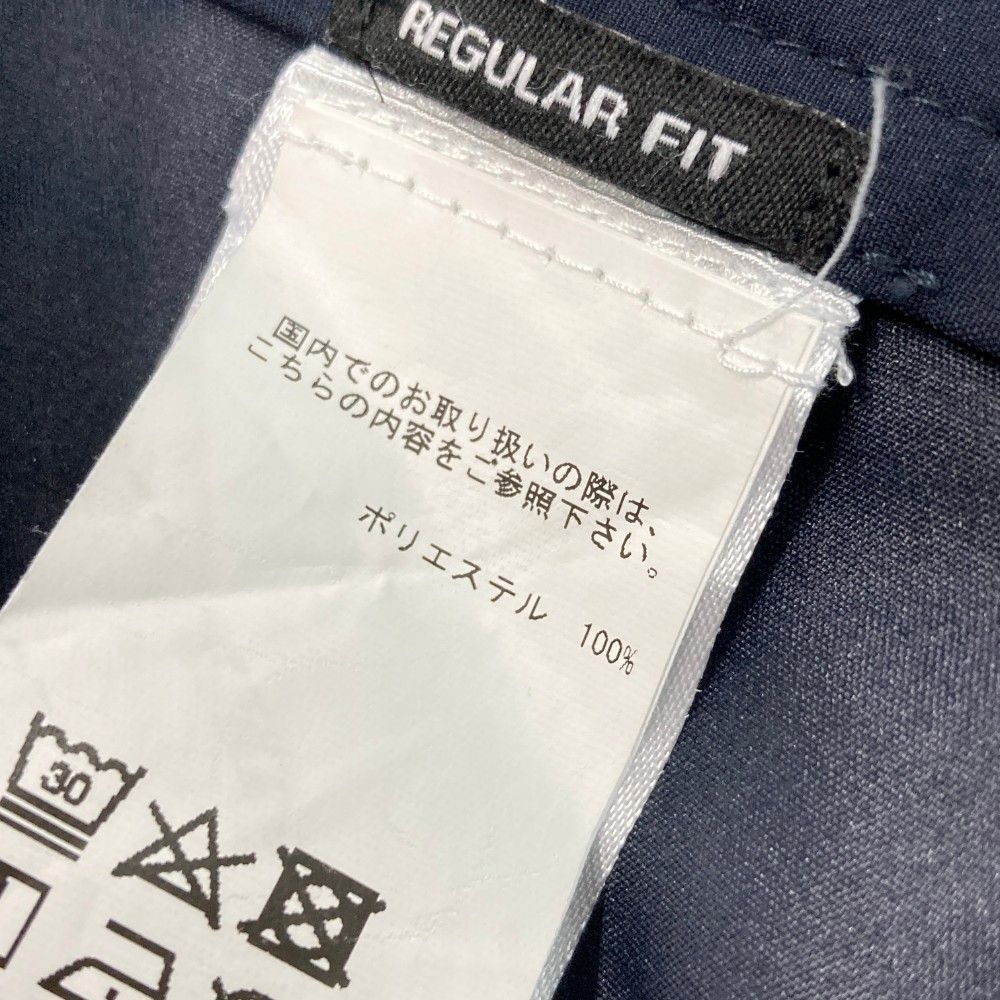 REGULAR FIT
国内でのお取り扱いの際は、
こちらの内容をご参照下さい。
ポリエステル 100%
30